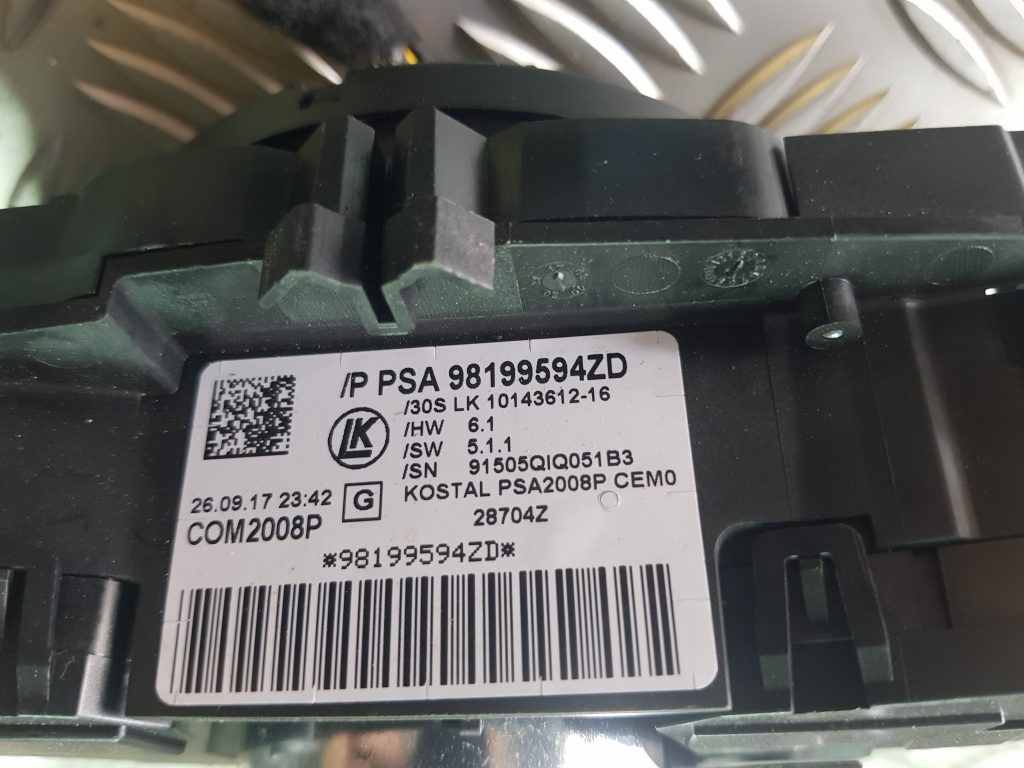 /P PSA 98199594ZD
/30S LK 10143612-16
LK
/HW 6.1
/SW 5.1.1
/SN 91505QIQ051B3
26.09.17 23:42 G KOSTAL PSA2008P CEM0
COM2008P 28704Z
*98199594ZD*